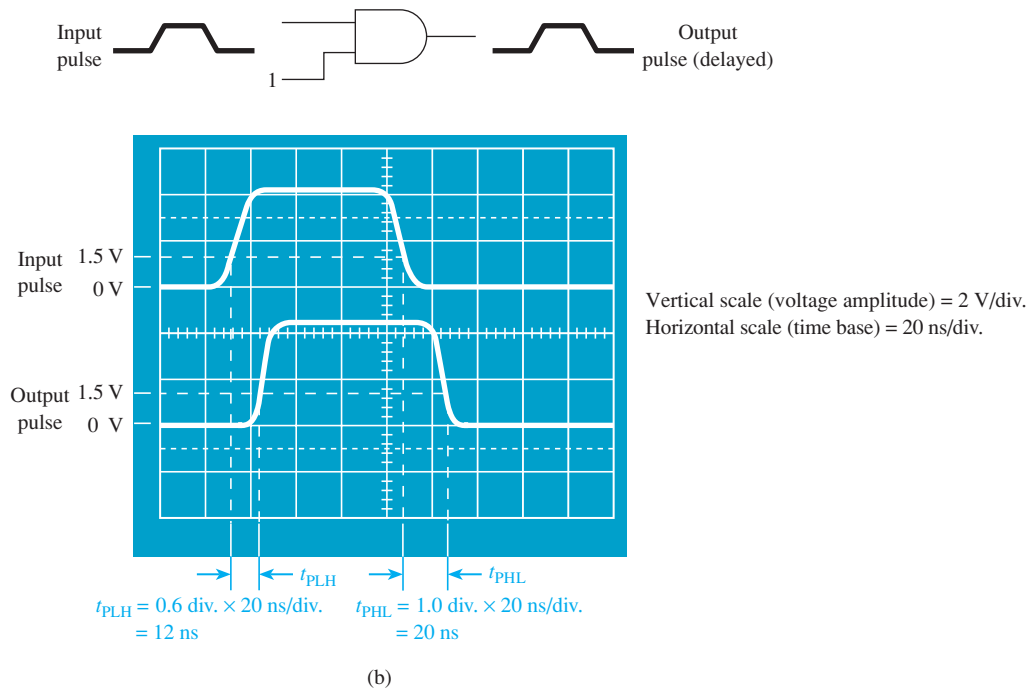 Input
pulse
1
Output
pulse (delayed)
Input
pulse
1.5 V
0 V
Vertical scale (voltage amplitude) = 2 V/div.
Horizontal scale (time base) = 20 ns/div.
Output
pulse
1.5 V
0 V
tPLH
tPHL
tPLH = 0.6 div. × 20 ns/div.
= 12 ns
tPHL = 1.0 div. × 20 ns/div.
= 20 ns
(b)